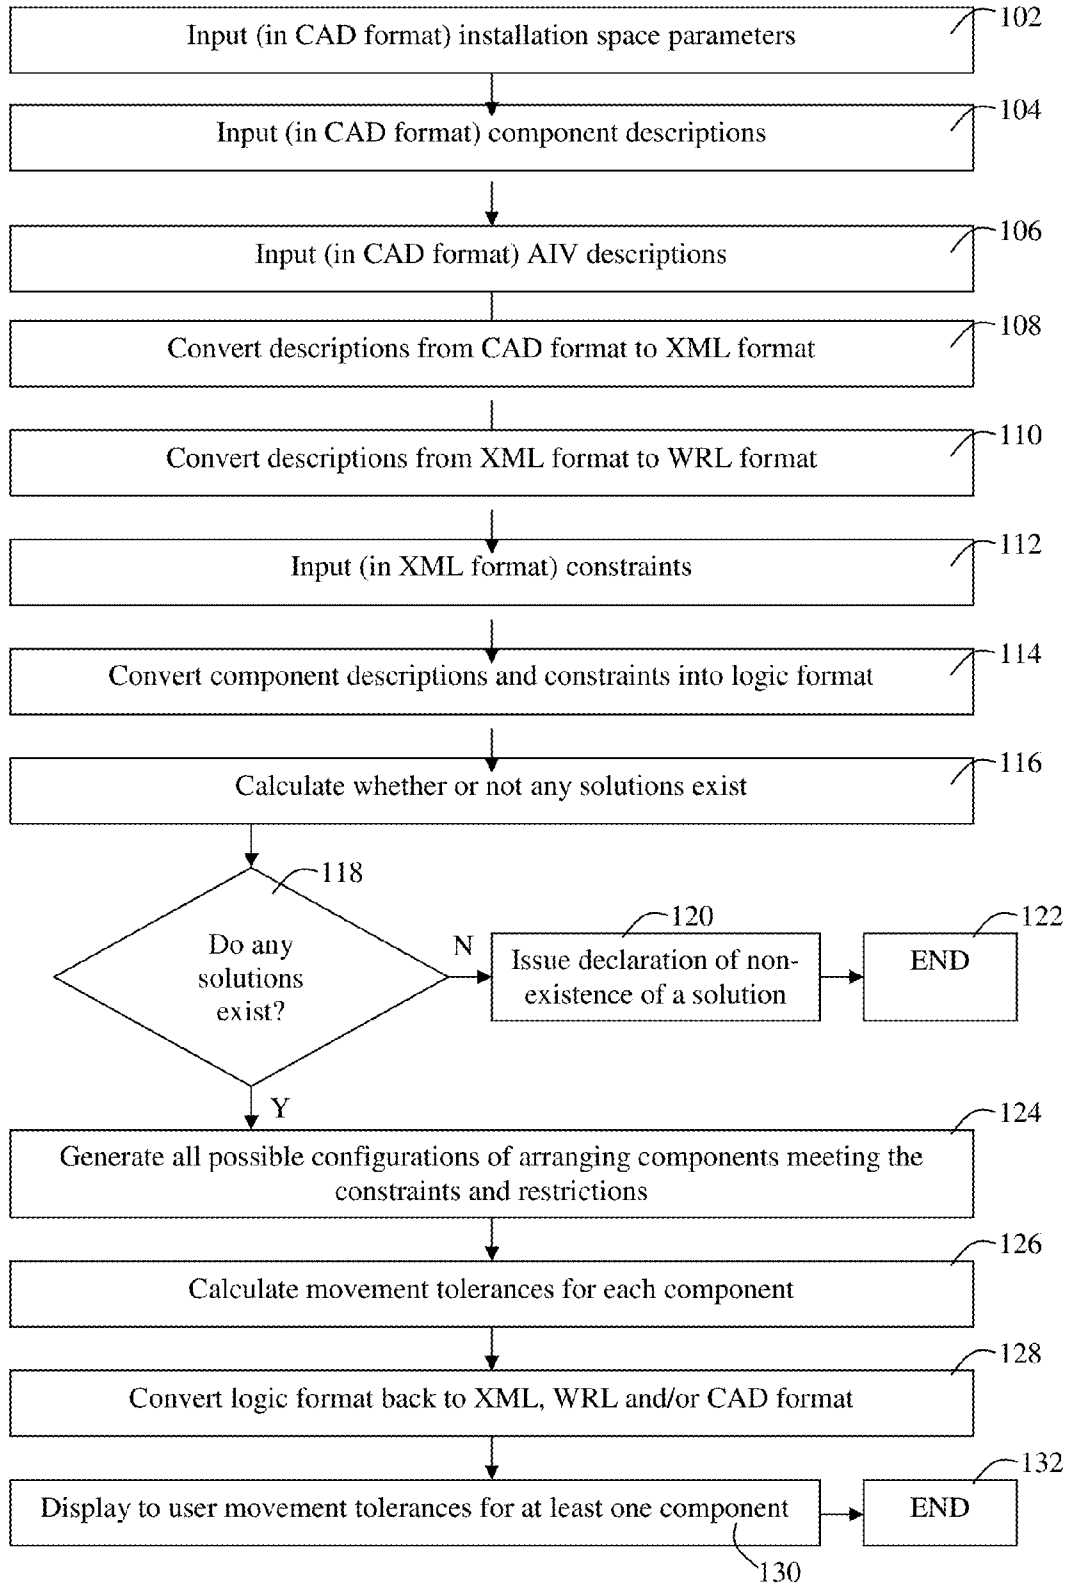 102
Input (in CAD format) installation space parameters
104
Input (in CAD format) component descriptions
106
Input (in CAD format) AIV descriptions
108
Convert descriptions from CAD format to XML format
110
Convert descriptions from XML format to WRL format
112
Input (in XML format) constraints
114
Convert component descriptions and constraints into logic format
116
Calculate whether or not any solutions exist
118
Do any
solutions
exist?
N
120
Issue declaration of non-
existence of a solution
122
END
Y
124
Generate all possible configurations of arranging components meeting the
constraints and restrictions
126
Calculate movement tolerances for each component
128
Convert logic format back to XML, WRL and/or CAD format
Display to user movement tolerances for at least one component
130
132
END